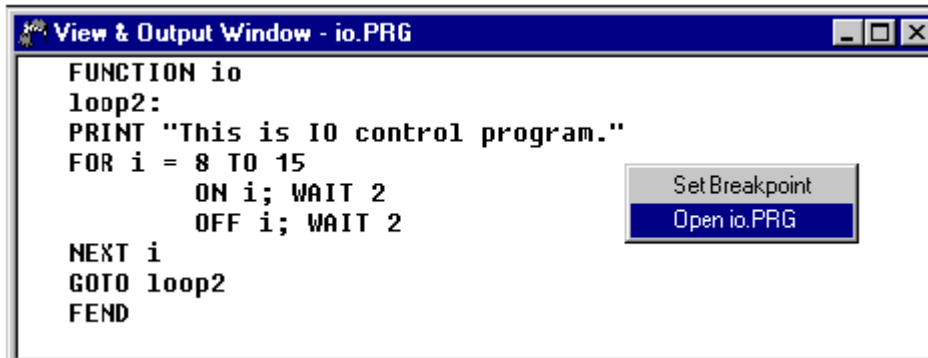 View & Output Window - io.PRG
FUNCTION io
loop2:
PRINT "This is IO control program."
FOR i = 8 TO 15
ON i; WAIT 2
OFF i; WAIT 2
NEXT i
GOTO loop2
FEND
Set Breakpoint
Open io.PRG